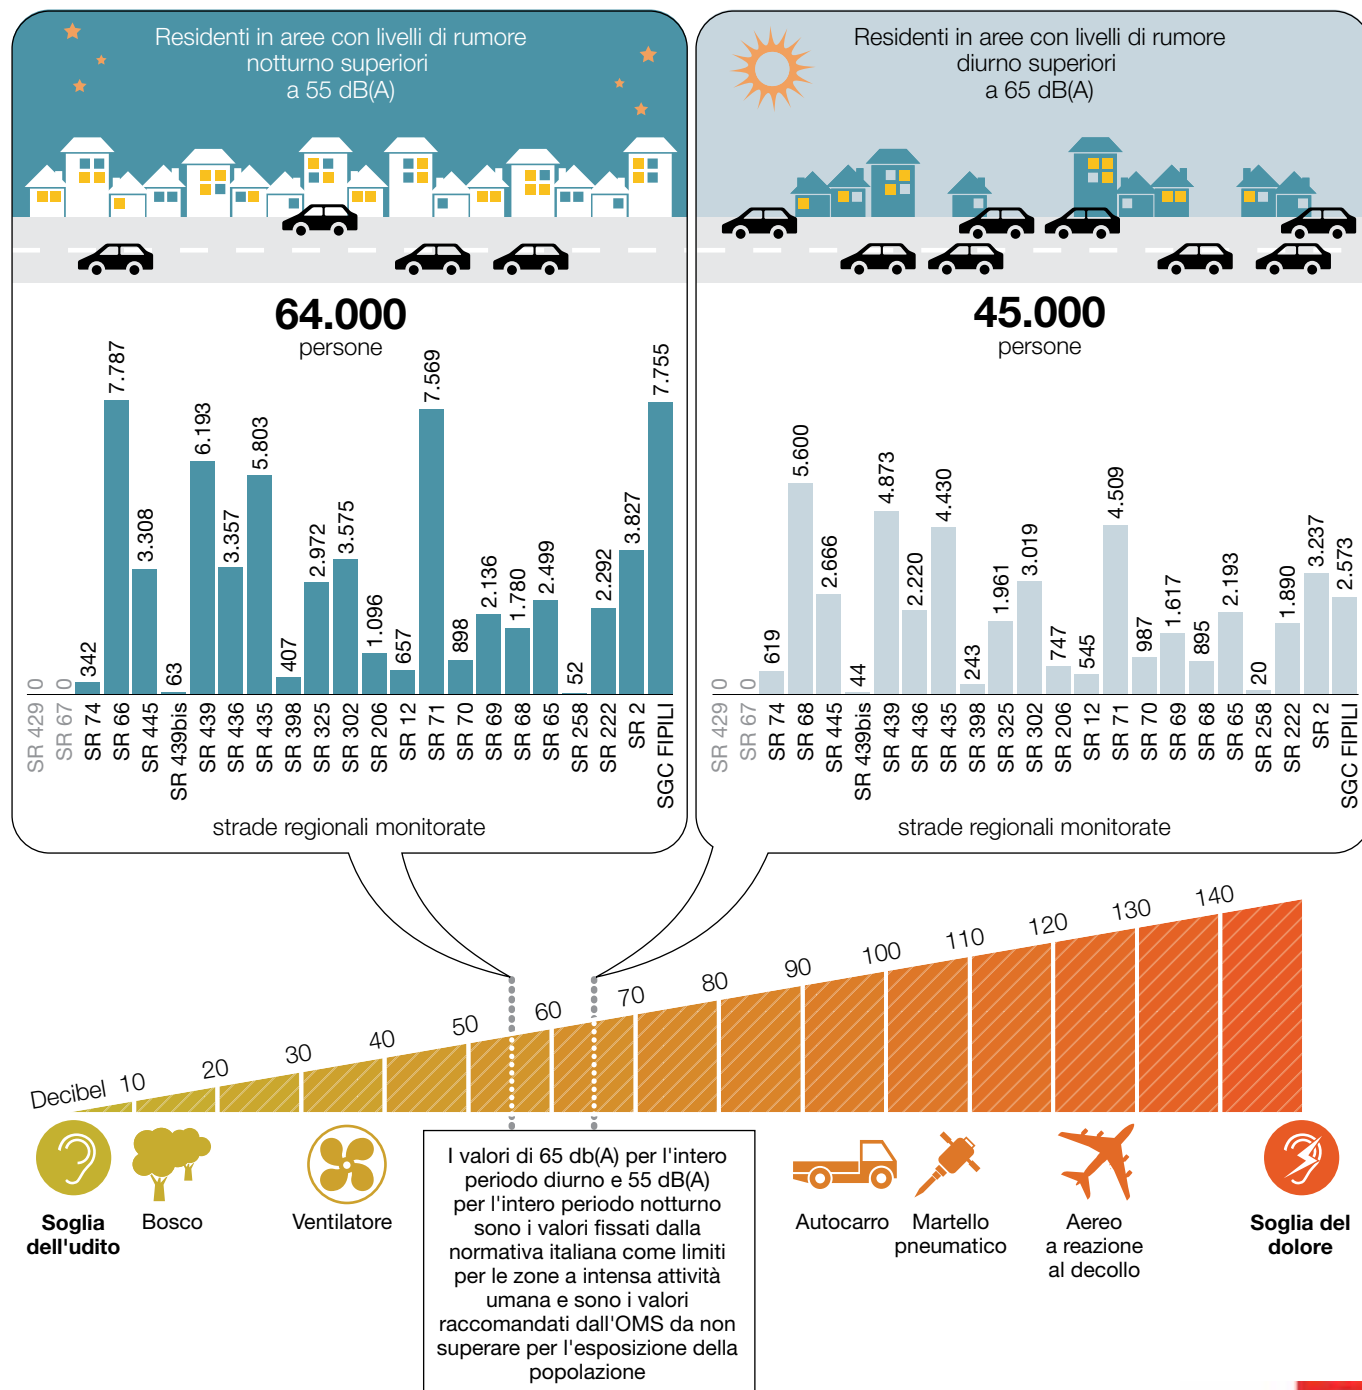 Residenti in aree con livelli di rumore
notturno superiori
a 55 dB(A)
64.000
persone
7.787
3.308
63
6.193
3.357
5.803
407
2.972
3.575
1.096
657
7.569
898
2.136
1.780
2.499
52
2.292
3.827
7.755
0
0
342
SR 429
SR 67
SR 74
SR 66
SR 445
SR 439bis
SR 439
SR 436
SR 435
SR 398
SR 325
SR 302
SR 206
SR 12
SR 71
SR 70
SR 69
SR 68
SR 65
SR 258
SR 222
SR 2
SGC FIPILI
strade regionali monitorate
Residenti in aree con livelli di rumore
diurno superiori
a 65 dB(A)
45.000
persone
0
0
619
5.600
2.666
44
4.873
2.220
4.430
243
1.961
3.019
747
545
4.509
987
1.617
895
2.193
20
1.890
3.237
2.573
SR 429
SR 67
SR 74
SR 68
SR 445
SR 439bis
SR 439
SR 436
SR 435
SR 398
SR 325
SR 302
SR 206
SR 12
SR 71
SR 70
SR 69
SR 68
SR 65
SR 258
SR 222
SR 2
SGC FIPILI
strade regionali monitorate
Decibel 10 20 30 40 50 60 70 80 90 100 110 120 130 140
Soglia
dell'udito
Bosco
Ventilatore
I valori di 65 db(A) per l'intero
periodo diurno e 55 dB(A)
per l'intero periodo notturno
sono i valori fissati dalla
normativa italiana come limiti
per le zone a intensa attività
umana e sono i valori
raccomandati dall'OMS da non
superare per l'esposizione della
popolazione
Autocarro
Martello
pneumatico
Aereo
a reazione
al decollo
Soglia del
dolore